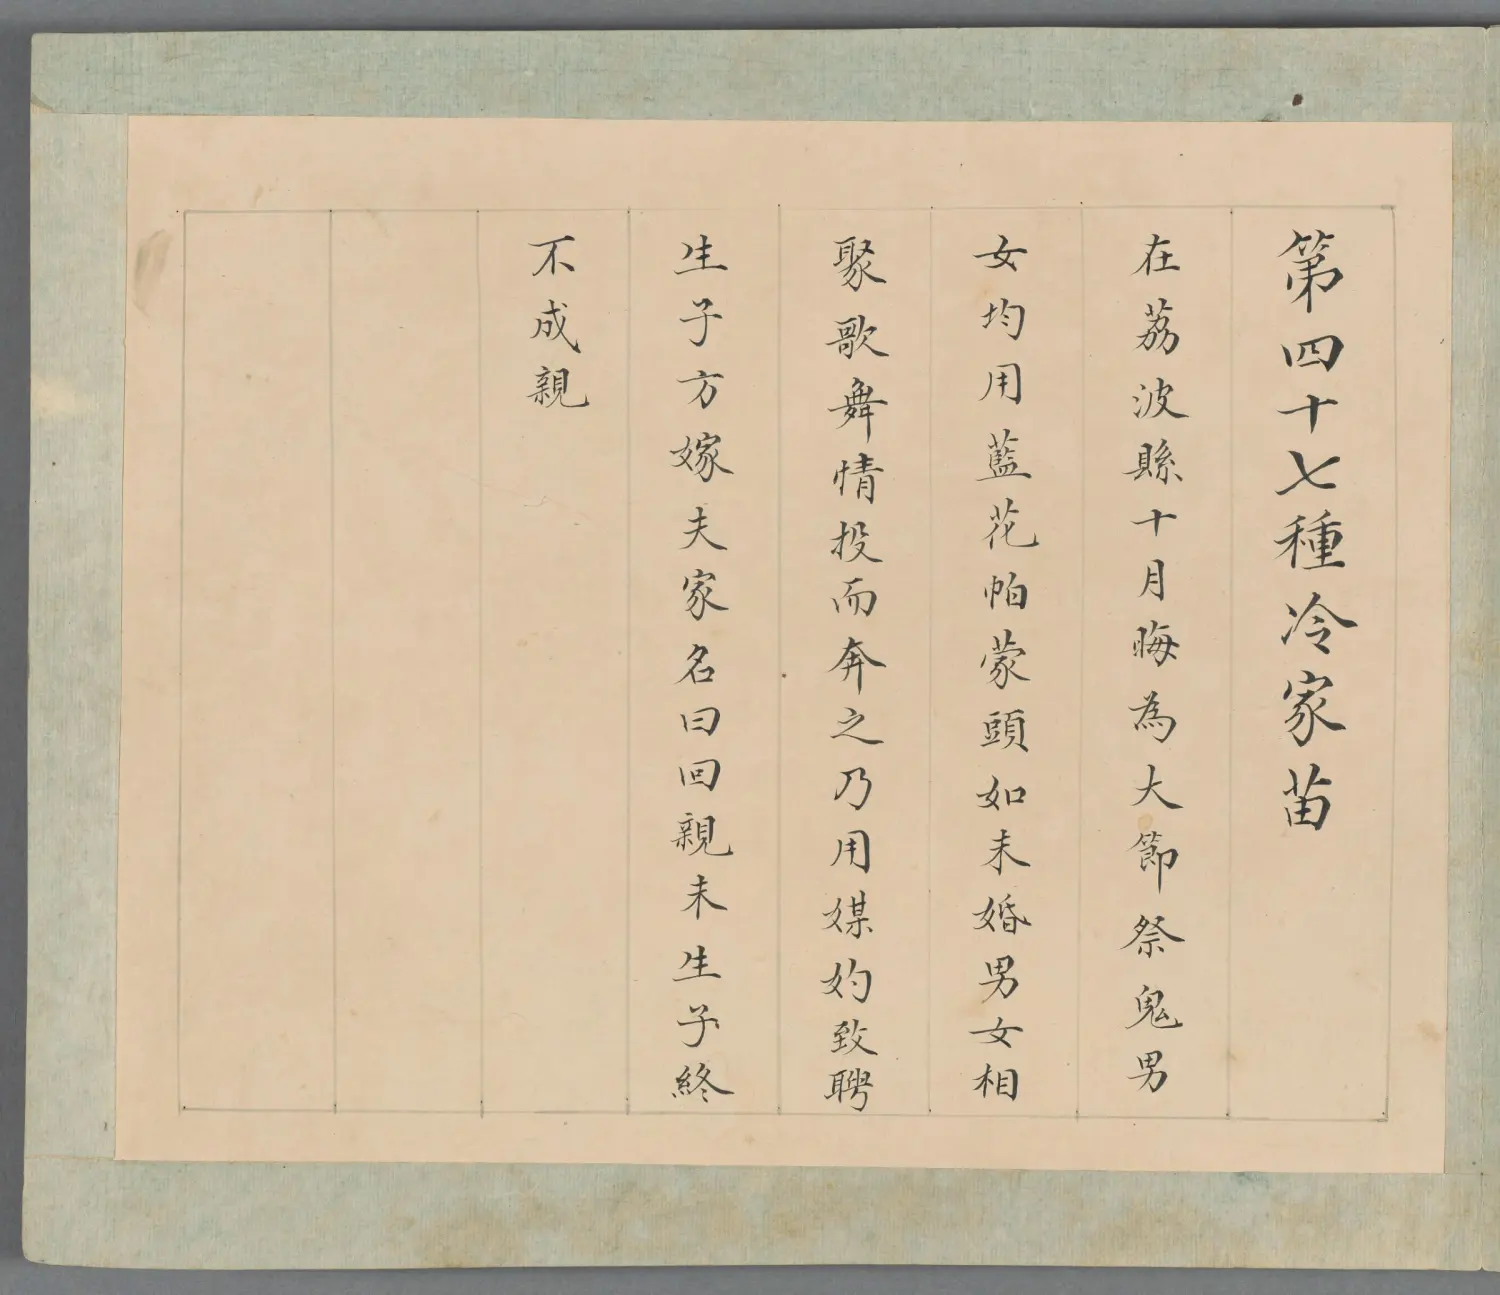 第四十七種冷家苗
在荔波縣十月晦為大節祭鬼男
女均用藍花帕蒙頭如未婚男女相
聚歌舞情投而奔之乃用媒妁致聘
生子方嫁夫家名曰回親未生子終
不成親